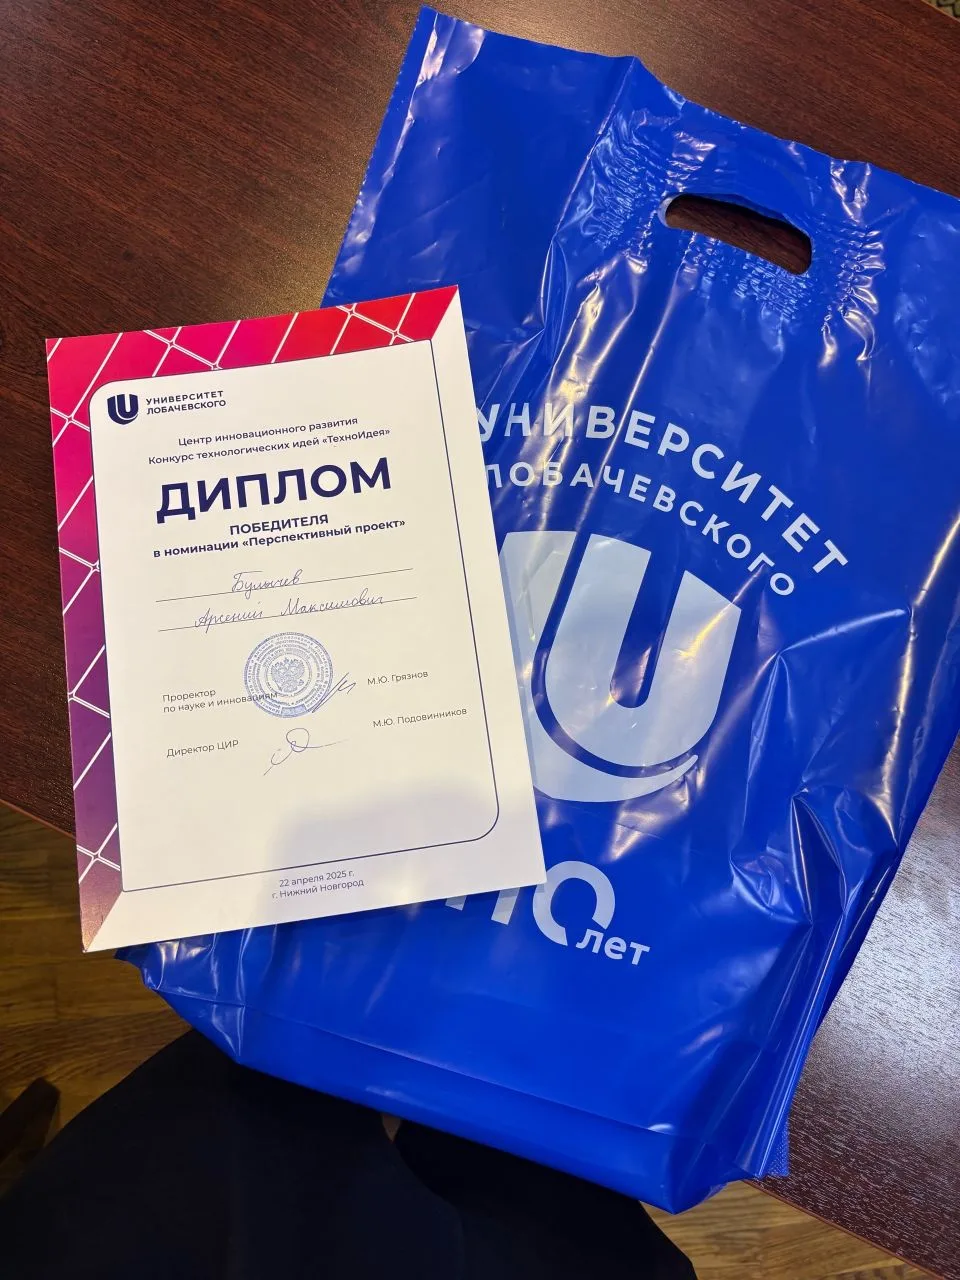 УНИВЕРСИТЕТ
ЛОБАЧЕВСКОГО
Центр инновационного развития
Конкурс технологических идей «ТехноИдея»
ДИПЛОМ
ПОБЕДИТЕЛЯ
в номинации «Перспективный проект»
Булычев
Арсений Максимович
Проректор
по науке и инновациям
М.Ю. Грязнов
Директор ЦИР
М.Ю. Подовинников
22 апреля 2025 г.
г. Нижний Новгород
УНИВЕРСИТЕТ
ЛОБАЧЕВСКОГО
лет